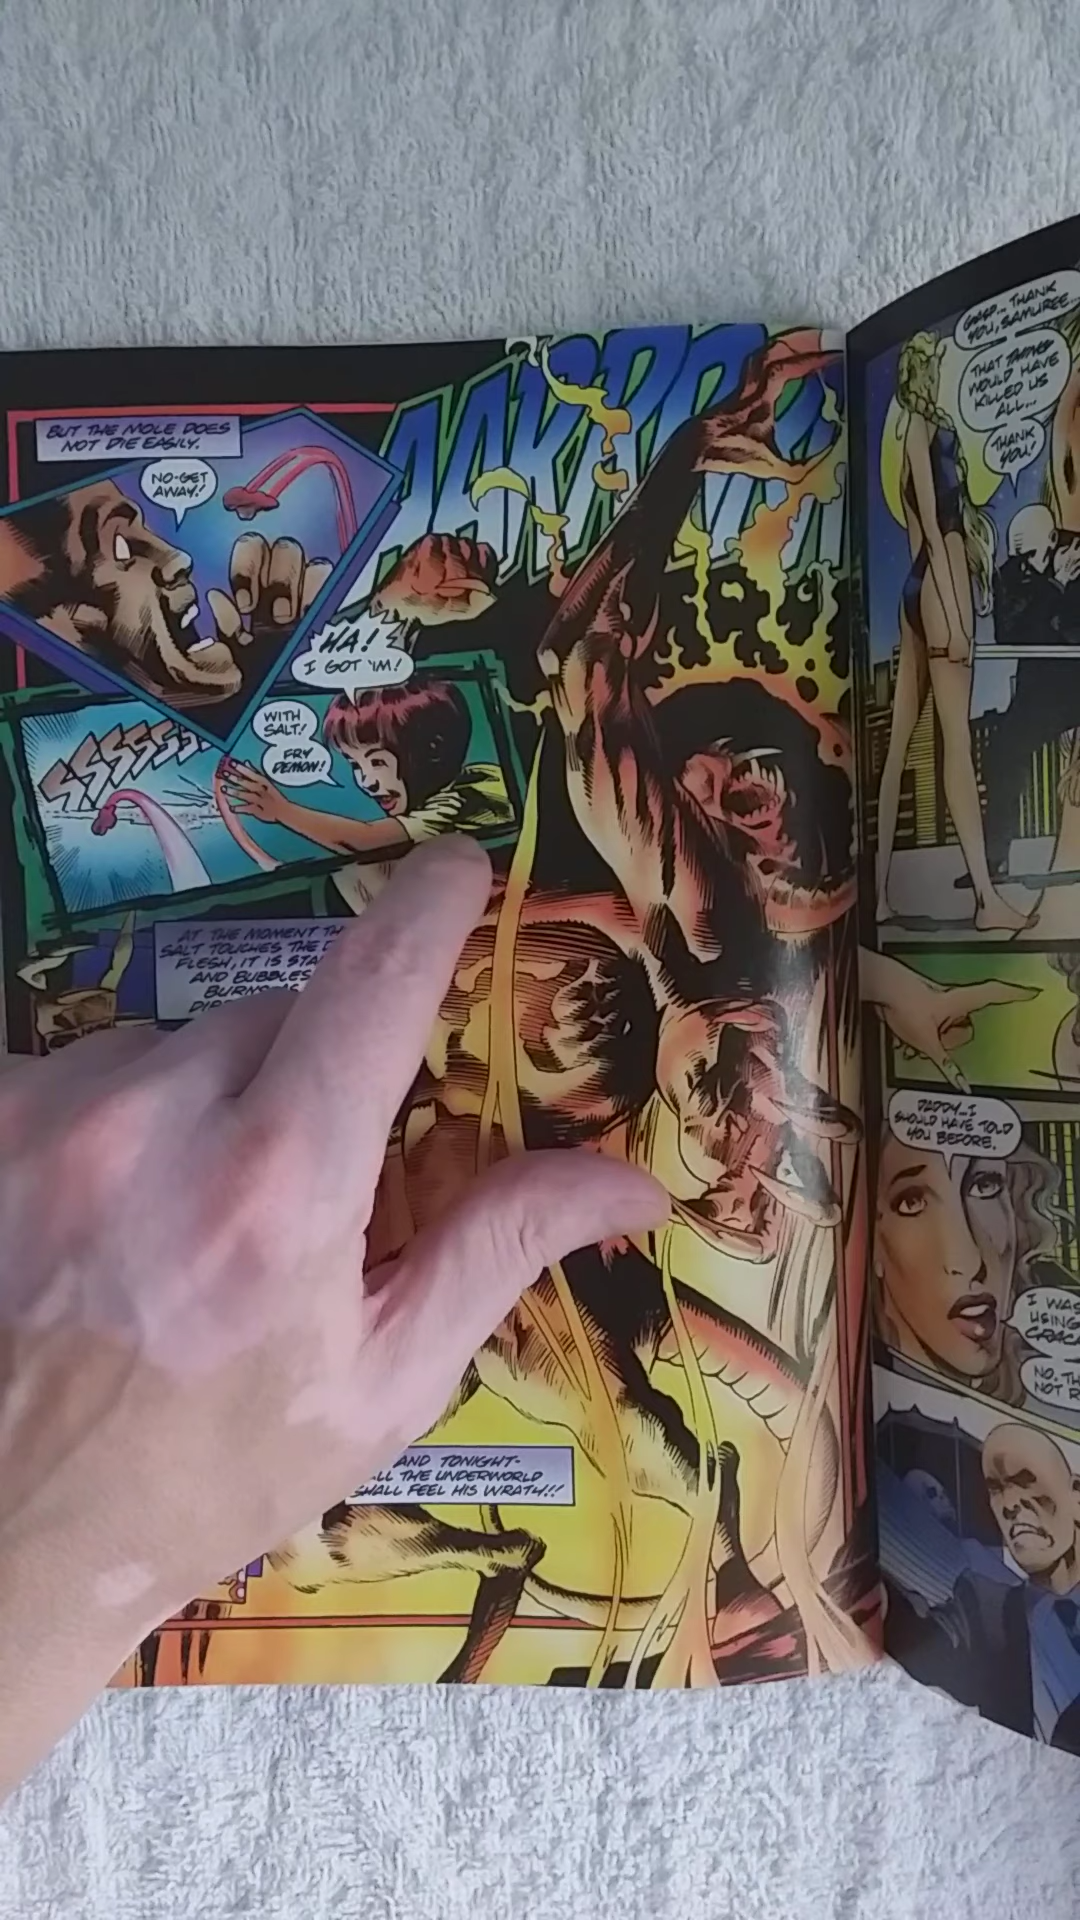 BUT THE MOLE DOES
NOT DIE EASILY.
NO-GET
AWAY!
HA!
I GOT 'IM!
WITH
SALT!
FRY
DEMON!
SSSSSS
AT THE MOMENT
SALT TOUCHES THE
FLESH, IT IS
AND BUBBLES
AND TONIGHT-
THE UNDERWORLD
SHALL FEEL HIS WRATH!!
GASP... THANK
YOU, SAMUREE...
THAT THING
WOULD HAVE
KILLED US
ALL...
THANK
YOU!
DADDY...I
SHOULD HAVE TOLD
YOU BEFORE.
I WAS
USING
NO.
NOT